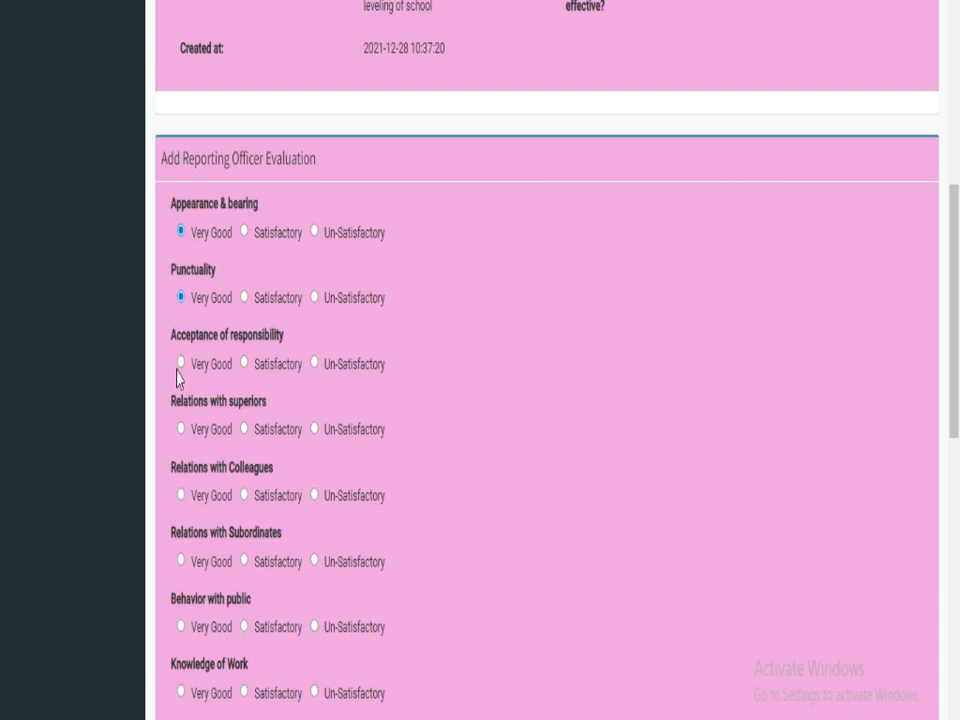 leveling of school effective?
Created at: 2021-12-28 10:37:20
Add Reporting Officer Evaluation
Appearance & bearing
Very Good Satisfactory Un-Satisfactory
Punctuality
Very Good Satisfactory Un-Satisfactory
Acceptance of responsibility
Very Good Satisfactory Un-Satisfactory
Relations with superiors
Very Good Satisfactory Un-Satisfactory
Relations with Colleagues
Very Good Satisfactory Un-Satisfactory
Relations with Subordinates
Very Good Satisfactory Un-Satisfactory
Behavior with public
Very Good Satisfactory Un-Satisfactory
Knowledge of Work
Very Good Satisfactory Un-Satisfactory
Activate Windows
Go to Settings to activate Windows.